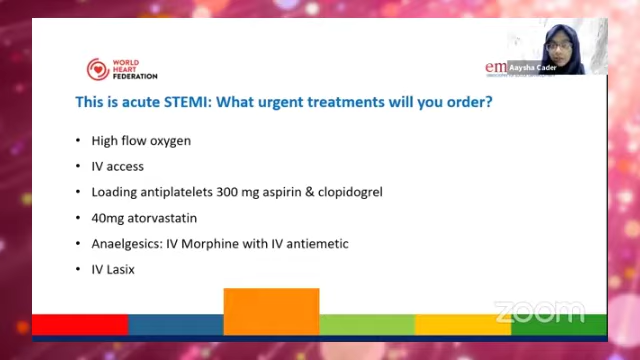 WORLD
HEART
FEDERATION
em
Aaysha Cader
This is acute STEMI: What urgent treatments will you order?
• High flow oxygen
• IV access
• Loading antiplatelets 300 mg aspirin & clopidogrel
• 40mg atorvastatin
• Anaelgesics: IV Morphine with IV antiemetic
• IV Lasix
zoom